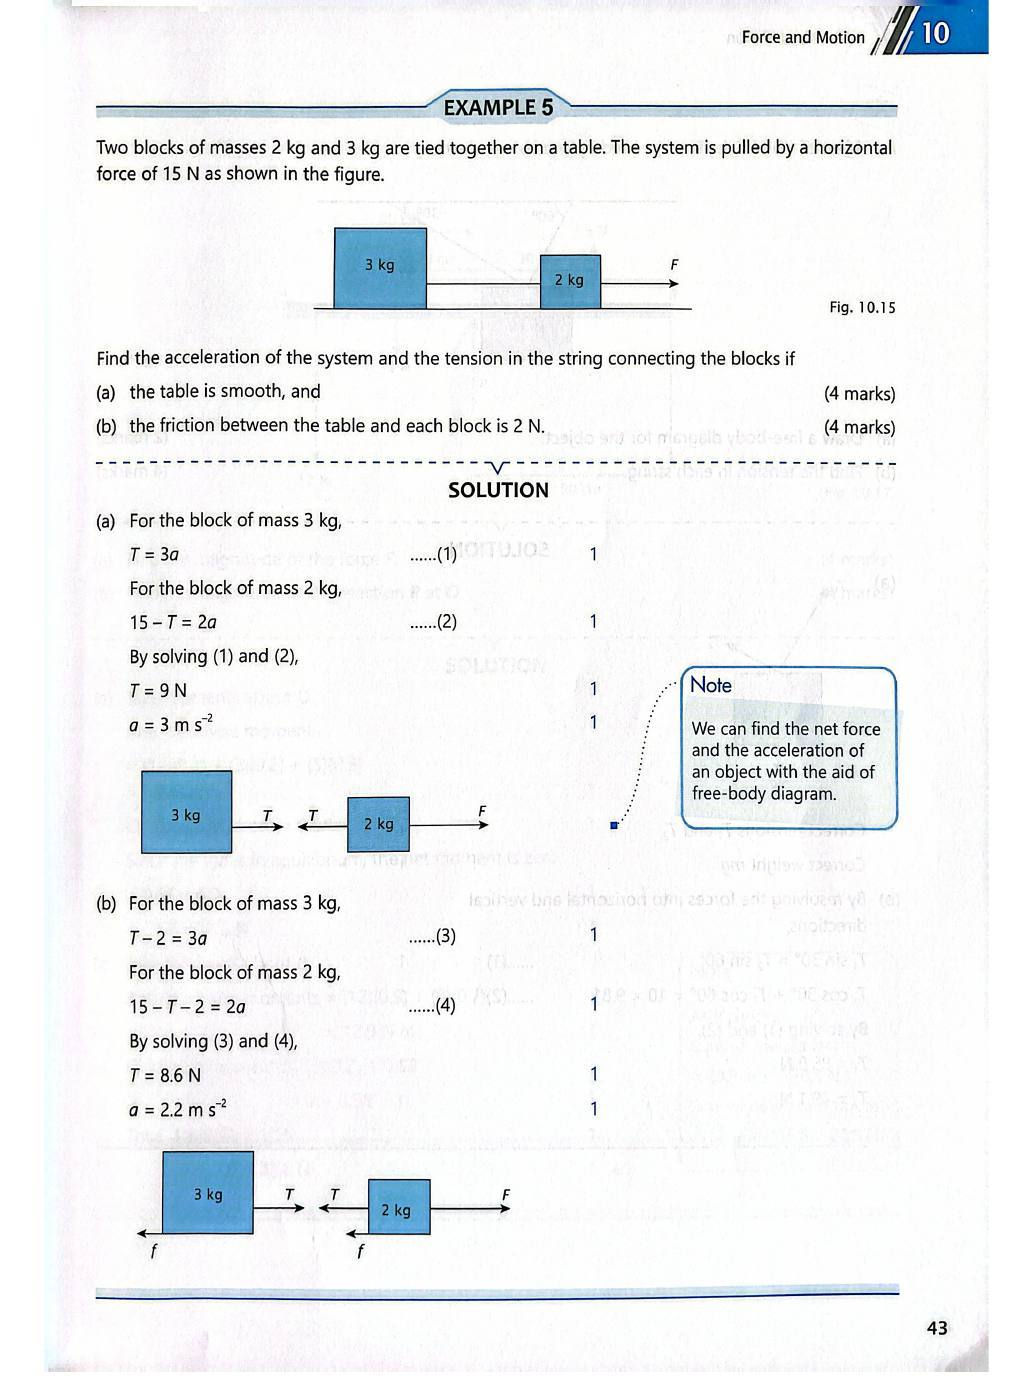 Force and Motion
10
EXAMPLE 5
Two blocks of masses 2 kg and 3 kg are tied together on a table. The system is pulled by a horizontal
force of 15 N as shown in the figure.
3 kg
2 kg
F
Fig. 10.15
Find the acceleration of the system and the tension in the string connecting the blocks if
(a) the table is smooth, and (4 marks)
(b) the friction between the table and each block is 2 N. (4 marks)
SOLUTION
(a) For the block of mass 3 kg,
T = 3a ......(1) 1
For the block of mass 2 kg,
15 – T = 2a ......(2) 1
By solving (1) and (2),
T = 9 N 1
a = 3 m s⁻² 1
Note
We can find the net force
and the acceleration of
an object with the aid of
free-body diagram.
3 kg T T 2 kg F
(b) For the block of mass 3 kg,
T – 2 = 3a ......(3) 1
For the block of mass 2 kg,
15 – T – 2 = 2a ......(4) 1
By solving (3) and (4),
T = 8.6 N 1
a = 2.2 m s⁻² 1
3 kg T T 2 kg F
f f
43